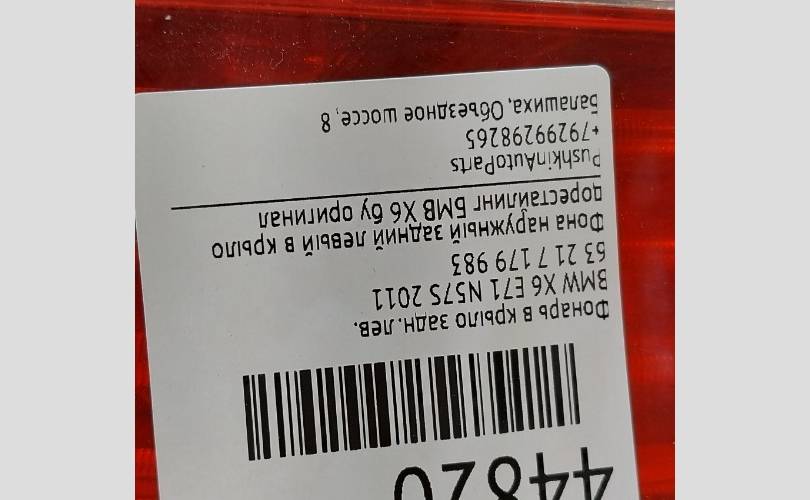 44820
Фонарь в крыло задн. лев.
BMW X6 E71 N57S 2011
63 21 7 179 983
Фона наружный задний левый в крыло
дорестайлинг БМВ Х6 бу оригинал
PushkinAutoParts
+79299298265
Балашиха, Объездное шоссе, 8